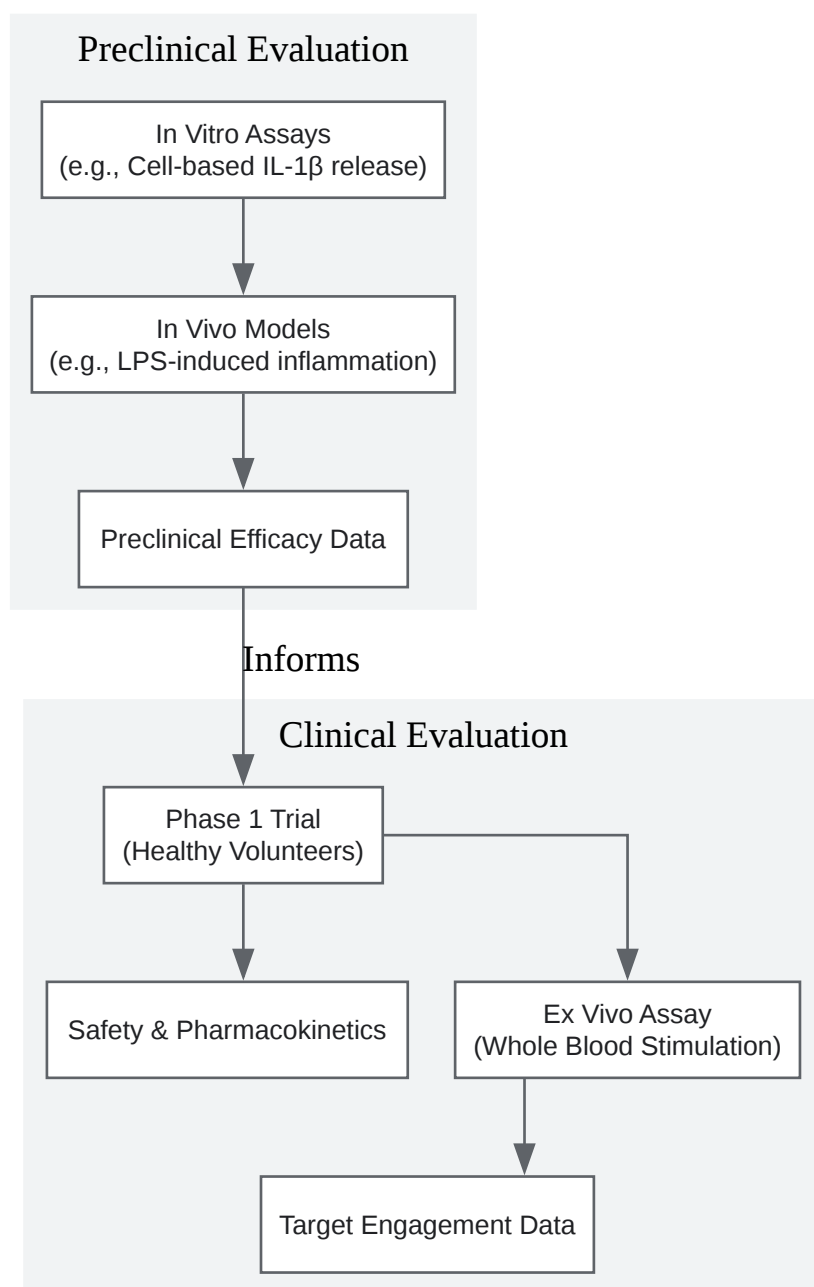 Preclinical Evaluation
In Vitro Assays
(e.g., Cell-based IL-1β release)
In Vivo Models
(e.g., LPS-induced inflammation)
Preclinical Efficacy Data
Informs
Clinical Evaluation
Phase 1 Trial
(Healthy Volunteers)
Safety & Pharmacokinetics
Ex Vivo Assay
(Whole Blood Stimulation)
Target Engagement Data